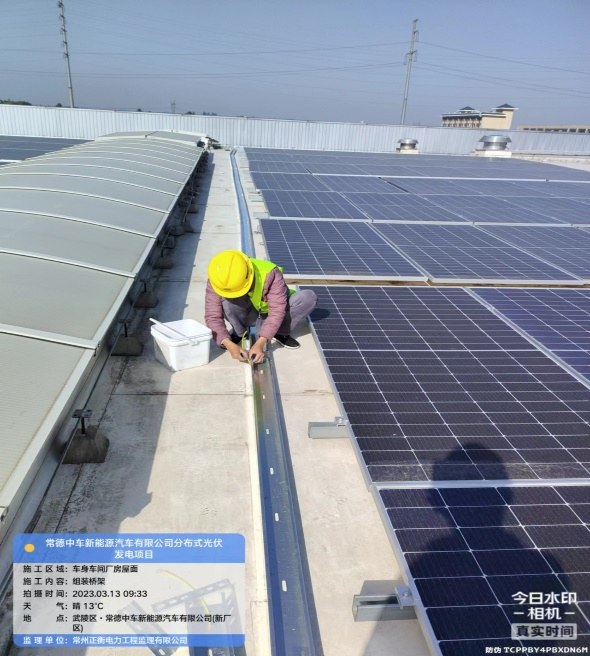 常德中车新能源汽车有限公司分布式光伏
发电项目
施工区域：车身车间厂房屋面
施工内容：组装桥架
拍摄时间：2023.03.13 09:33
天气：晴 13℃
地点：武陵区·常德中车新能源汽车有限公司(新厂
区)
监理单位：常州正衡电力工程监理有限公司
今日水印
相机
真实时间
防伪 TCPPBY4PBXDN6M